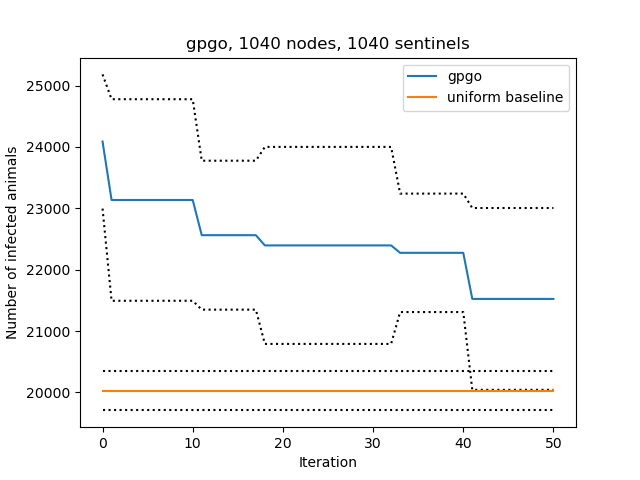 gpgo, 1040 nodes, 1040 sentinels
gpgo
uniform baseline
Number of infected animals
25000
24000
23000
22000
21000
20000
0 10 20 30 40 50
Iteration